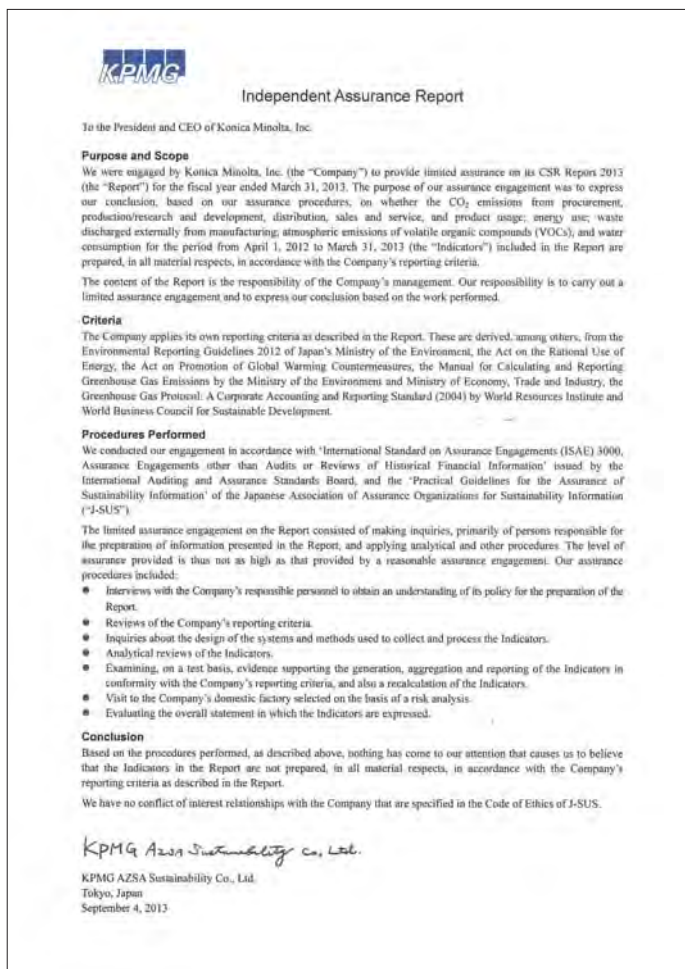 KPMG
Independent Assurance Report
To the President and CEO of Konica Minolta, Inc.
Purpose and Scope
We were engaged by Konica Minolta, Inc. (the “Company”) to provide limited assurance on its CSR Report 2013
(the “Report”) for the fiscal year ended March 31, 2013. The purpose of our assurance engagement was to express
our conclusion, based on our assurance procedures, on whether the CO₂ emissions from procurement,
production/research and development, distribution, sales and service, and product usage; energy use; waste
discharged externally from manufacturing; atmospheric emissions of volatile organic compounds (VOCs); and water
consumption for the period from April 1, 2012 to March 31, 2013 (the “Indicators”) included in the Report are
prepared, in all material respects, in accordance with the Company’s reporting criteria.
The content of the Report is the responsibility of the Company’s management. Our responsibility is to carry out a
limited assurance engagement and to express our conclusion based on the work performed.
Criteria
The Company applies its own reporting criteria as described in the Report. These are derived, among others, from the
Environmental Reporting Guidelines 2012 of Japan’s Ministry of the Environment, the Act on the Rational Use of
Energy, the Act on Promotion of Global Warming Countermeasures, the Manual for Calculating and Reporting
Greenhouse Gas Emissions by the Ministry of the Environment and Ministry of Economy, Trade and Industry, the
Greenhouse Gas Protocol: A Corporate Accounting and Reporting Standard (2004) by World Resources Institute and
World Business Council for Sustainable Development.
Procedures Performed
We conducted our engagement in accordance with ‘International Standard on Assurance Engagements (ISAE) 3000,
Assurance Engagements other than Audits or Reviews of Historical Financial Information’ issued by the
International Auditing and Assurance Standards Board, and the ‘Practical Guidelines for the Assurance of
Sustainability Information’ of the Japanese Association of Assurance Organizations for Sustainability Information
(“J-SUS”)
The limited assurance engagement on the Report consisted of making inquiries, primarily of persons responsible for
the preparation of information presented in the Report, and applying analytical and other procedures. The level of
assurance provided is thus not as high as that provided by a reasonable assurance engagement. Our assurance
procedures included:
● Interviews with the Company’s responsible personnel to obtain an understanding of its policy for the preparation of the
Report.
● Reviews of the Company’s reporting criteria.
● Inquiries about the design of the systems and methods used to collect and process the Indicators.
● Analytical reviews of the Indicators.
● Examining, on a test basis, evidence supporting the generation, aggregation and reporting of the Indicators in
conformity with the Company’s reporting criteria, and also a recalculation of the Indicators.
● Visit to the Company’s domestic factory selected on the basis of a risk analysis.
● Evaluating the overall statement in which the Indicators are expressed.
Conclusion
Based on the procedures performed, as described above, nothing has come to our attention that causes us to believe
that the Indicators in the Report are not prepared, in all material respects, in accordance with the Company’s
reporting criteria as described in the Report.
We have no conflict of interest relationships with the Company that are specified in the Code of Ethics of J-SUS.
KPMG AZSA Sustainability Co., Ltd.
KPMG AZSA Sustainability Co., Ltd.
Tokyo, Japan
September 4, 2013